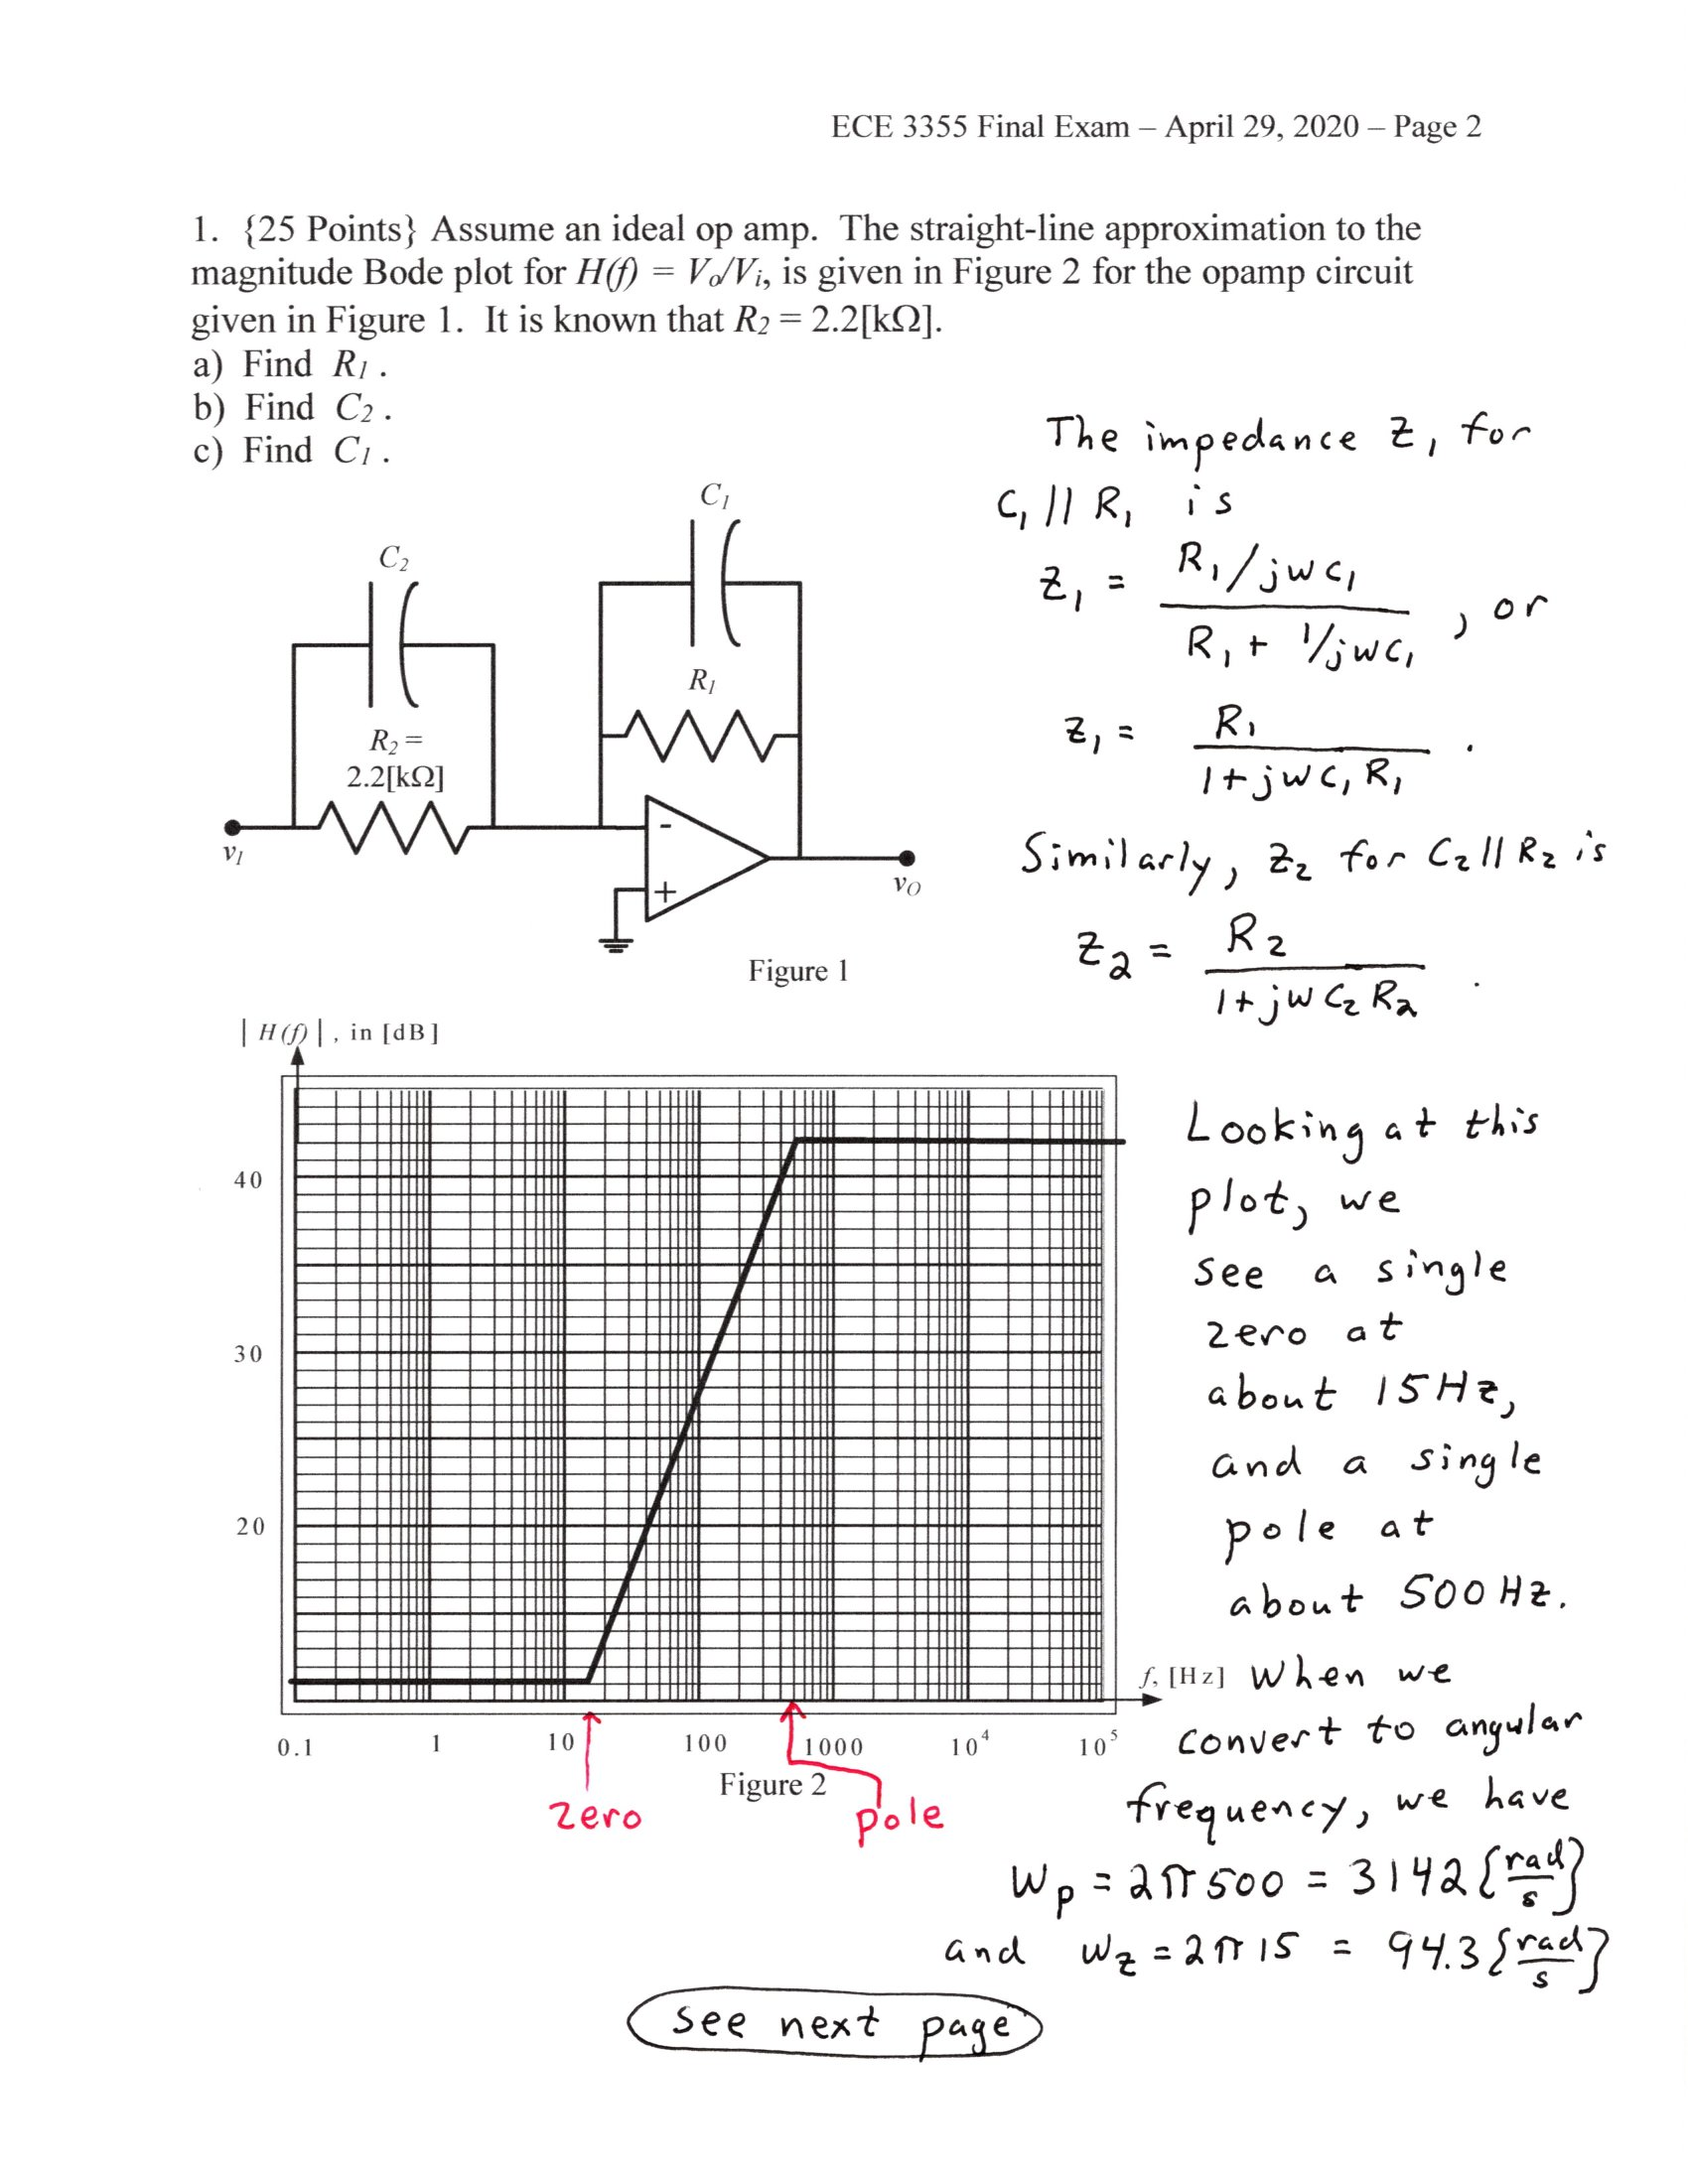 ECE 3355 Final Exam – April 29, 2020 – Page 2
1. {25 Points} Assume an ideal op amp. The straight-line approximation to the
magnitude Bode plot for H(f) = Vo/Vi, is given in Figure 2 for the opamp circuit
given in Figure 1. It is known that R2 = 2.2[kΩ].
a) Find R1 .
b) Find C2 .
c) Find C1 .
The impedance Z1 for
C1 // R1 is
Z1 = (R1/jωC1) / (R1 + 1/jωC1) , or
Z1 = R1 / (1+jωC1R1) .
Similarly, Z2 for C2//R2 is
Z2 = R2 / (1+jωC2R2) .
C1
C2
R1
R2 =
2.2[kΩ]
-
+
vI
vO
Figure 1
| H(f) | , in [dB]
40
30
20
f, [Hz]
0.1 1 10 100 1000 10^4 10^5
Figure 2
zero
pole
Looking at this
plot, we
see a single
zero at
about 15Hz,
and a single
pole at
about 500Hz.
When we
convert to angular
frequency, we have
ωp = 2π500 = 3142 {rad/s}
and ωz = 2π15 = 94.3 {rad/s}
see next page